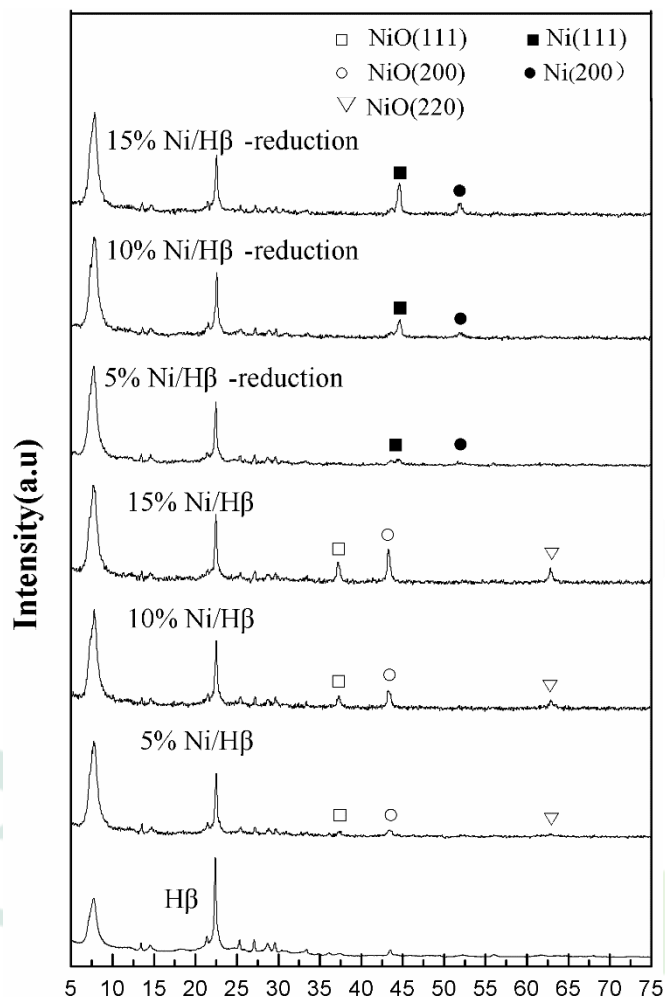 □ NiO(111) ■ Ni(111)
○ NiO(200) ● Ni(200）
▽ NiO(220)
15% Ni/Hβ -reduction
10% Ni/Hβ -reduction
5% Ni/Hβ -reduction
15% Ni/Hβ
10% Ni/Hβ
5% Ni/Hβ
Hβ
Intensity(a.u)
5 10 15 20 25 30 35 40 45 50 55 60 65 70 75